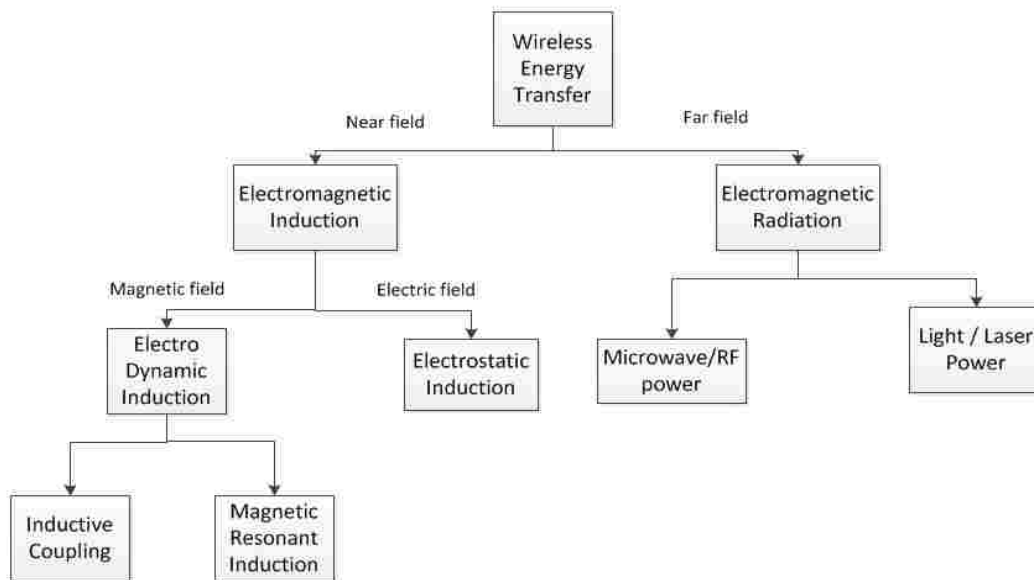 Wireless
Energy
Transfer
Near field
Far field
Electromagnetic
Induction
Electromagnetic
Radiation
Magnetic field
Electric field
Electro
Dynamic
Induction
Electrostatic
Induction
Microwave/RF
power
Light / Laser
Power
Inductive
Coupling
Magnetic
Resonant
Induction